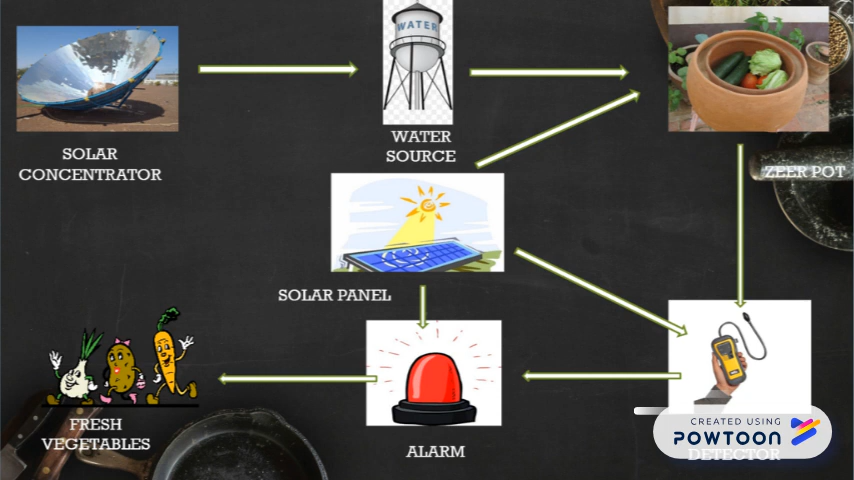 WATER
SOLAR
CONCENTRATOR
WATER
SOURCE
ZEER POT
SOLAR PANEL
FRESH
VEGETABLES
ALARM
CREATED USING
POWTOON
DETECTOR